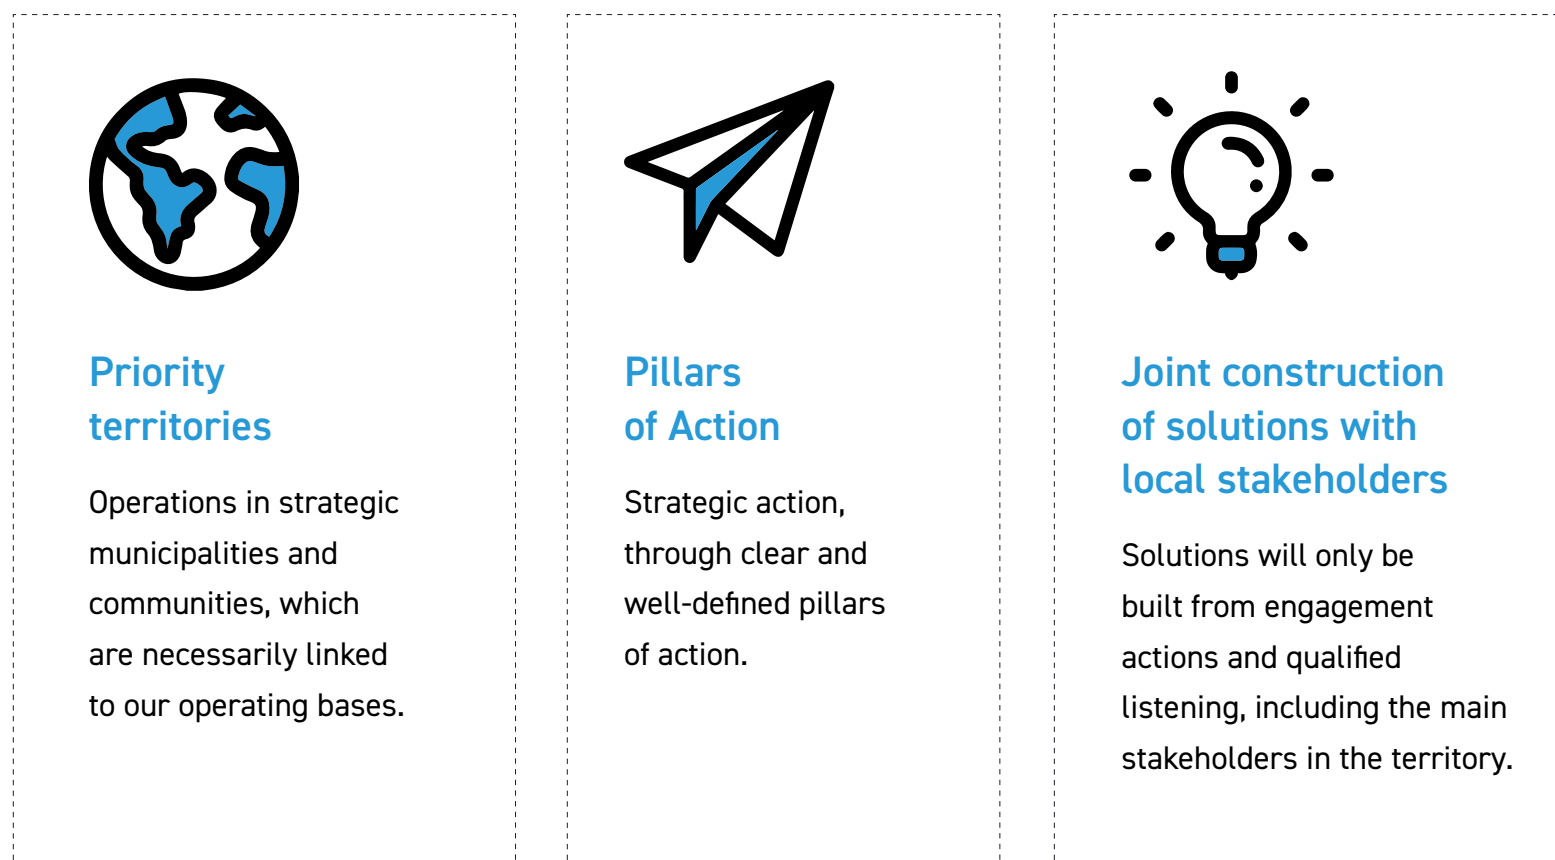 Priority
territories
Operations in strategic
municipalities and
communities, which
are necessarily linked
to our operating bases.
Pillars
of Action
Strategic action,
through clear and
well-defined pillars
of action.
Joint construction
of solutions with
local stakeholders
Solutions will only be
built from engagement
actions and qualified
listening, including the main
stakeholders in the territory.